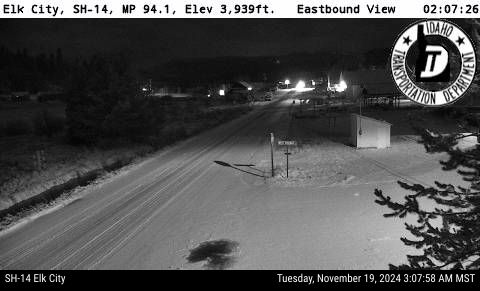 Elk City, SH-14, MP 94.1, Elev 3,939ft.   Eastbound View   02:07:26
IDAHO
TRANSPORTATION DEPARTMENT
SH-14 Elk City
Tuesday, November 19, 2024 3:07:58 AM MST